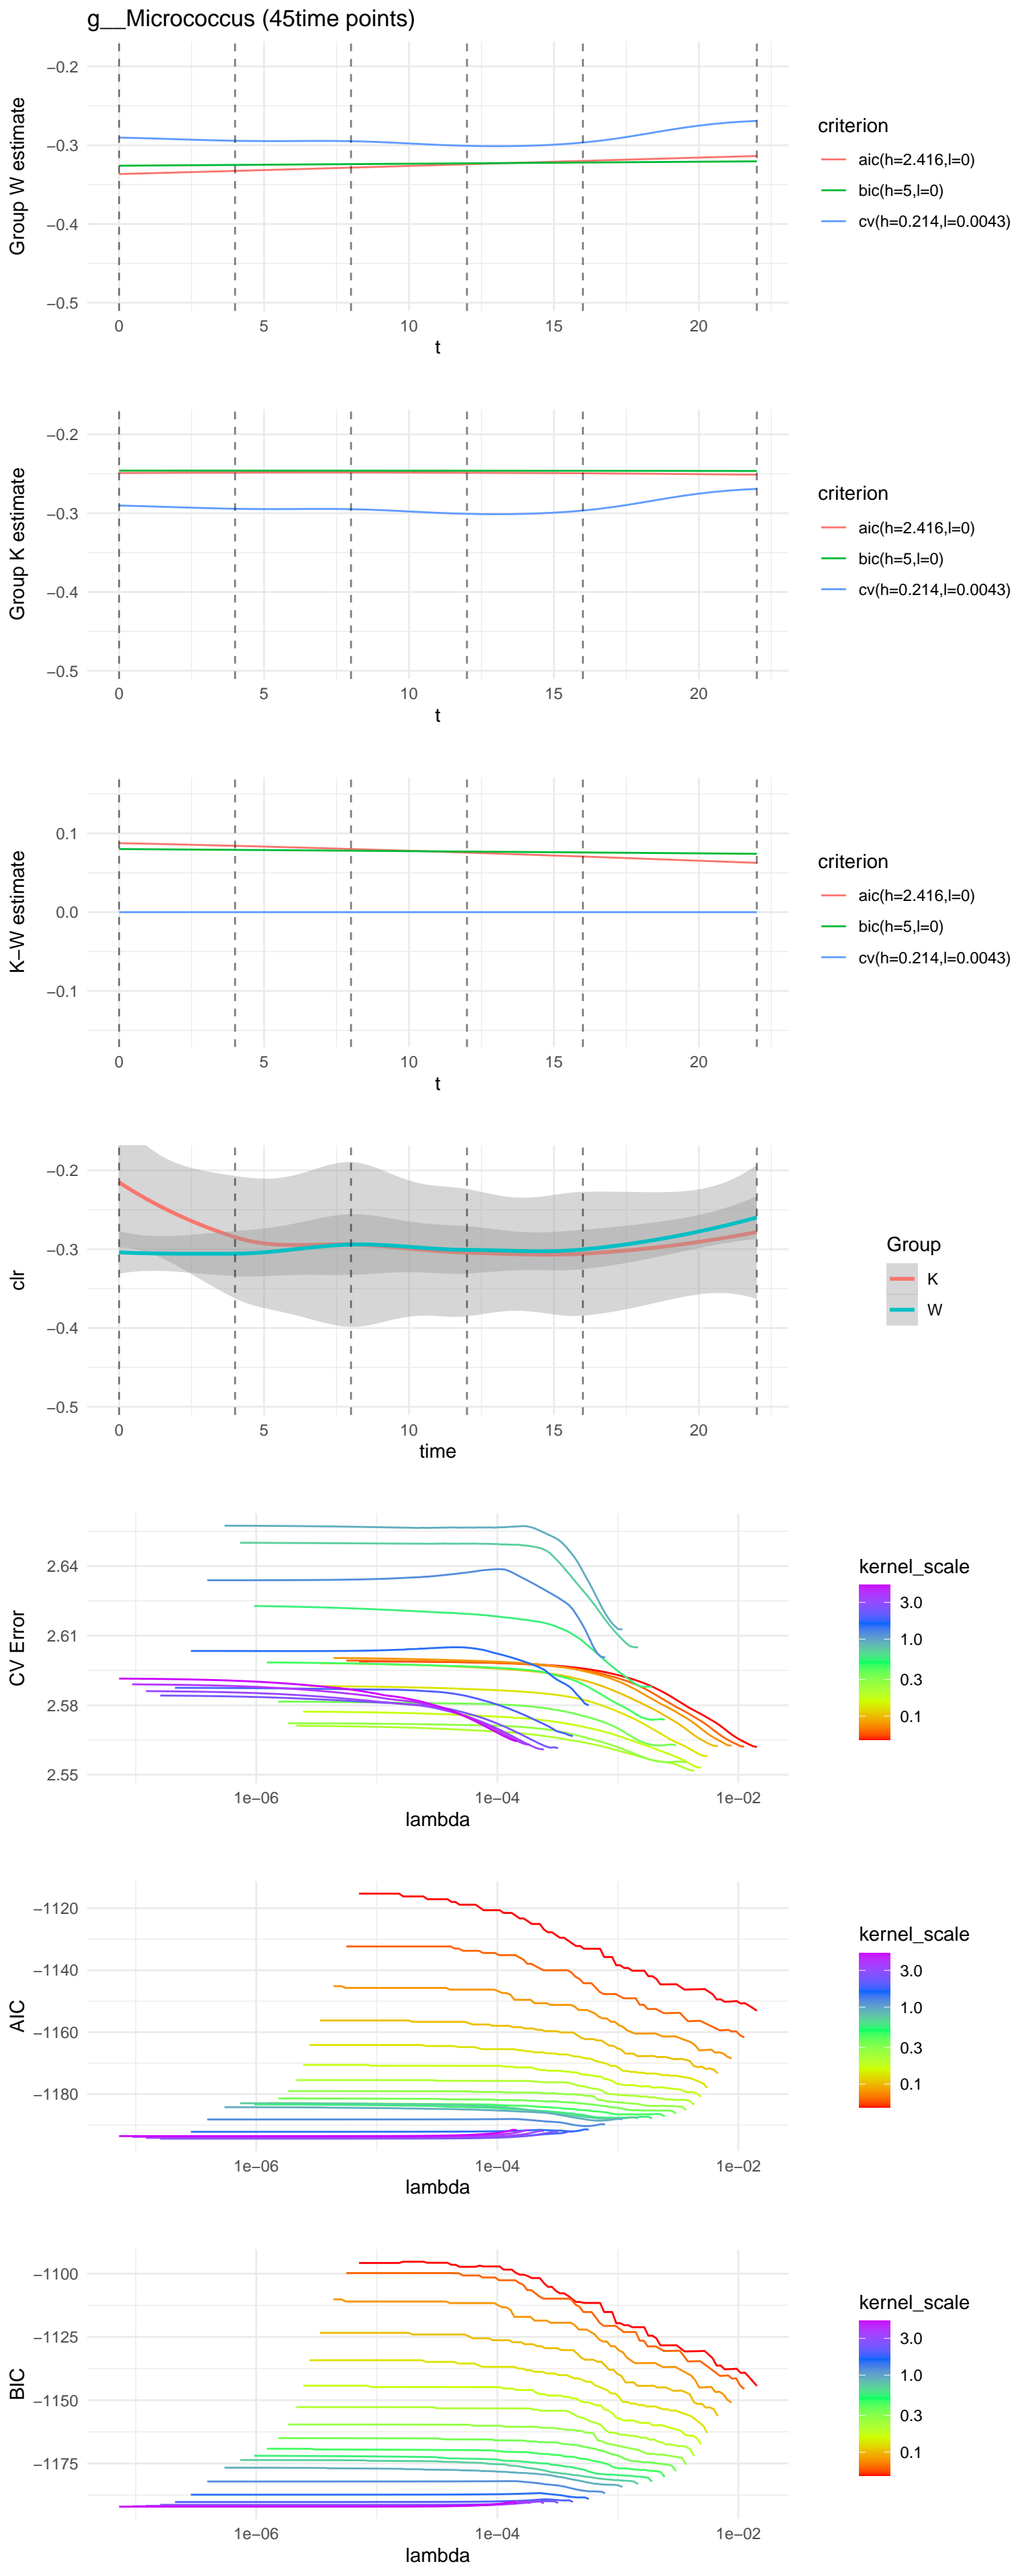 g__Micrococcus (45time points)
Group W estimate
−0.2
−0.3
−0.4
−0.5
0 5 10 15 20
t
criterion
aic(h=2.416,l=0)
bic(h=5,l=0)
cv(h=0.214,l=0.0043)
Group K estimate
−0.2
−0.3
−0.4
−0.5
0 5 10 15 20
t
criterion
aic(h=2.416,l=0)
bic(h=5,l=0)
cv(h=0.214,l=0.0043)
K−W estimate
0.1
0.0
−0.1
0 5 10 15 20
t
criterion
aic(h=2.416,l=0)
bic(h=5,l=0)
cv(h=0.214,l=0.0043)
clr
−0.2
−0.3
−0.4
−0.5
0 5 10 15 20
time
Group
K
W
CV Error
2.64
2.61
2.58
2.55
1e−06 1e−04 1e−02
lambda
kernel_scale
3.0
1.0
0.3
0.1
AIC
−1120
−1140
−1160
−1180
1e−06 1e−04 1e−02
lambda
kernel_scale
3.0
1.0
0.3
0.1
BIC
−1100
−1125
−1150
−1175
1e−06 1e−04 1e−02
lambda
kernel_scale
3.0
1.0
0.3
0.1